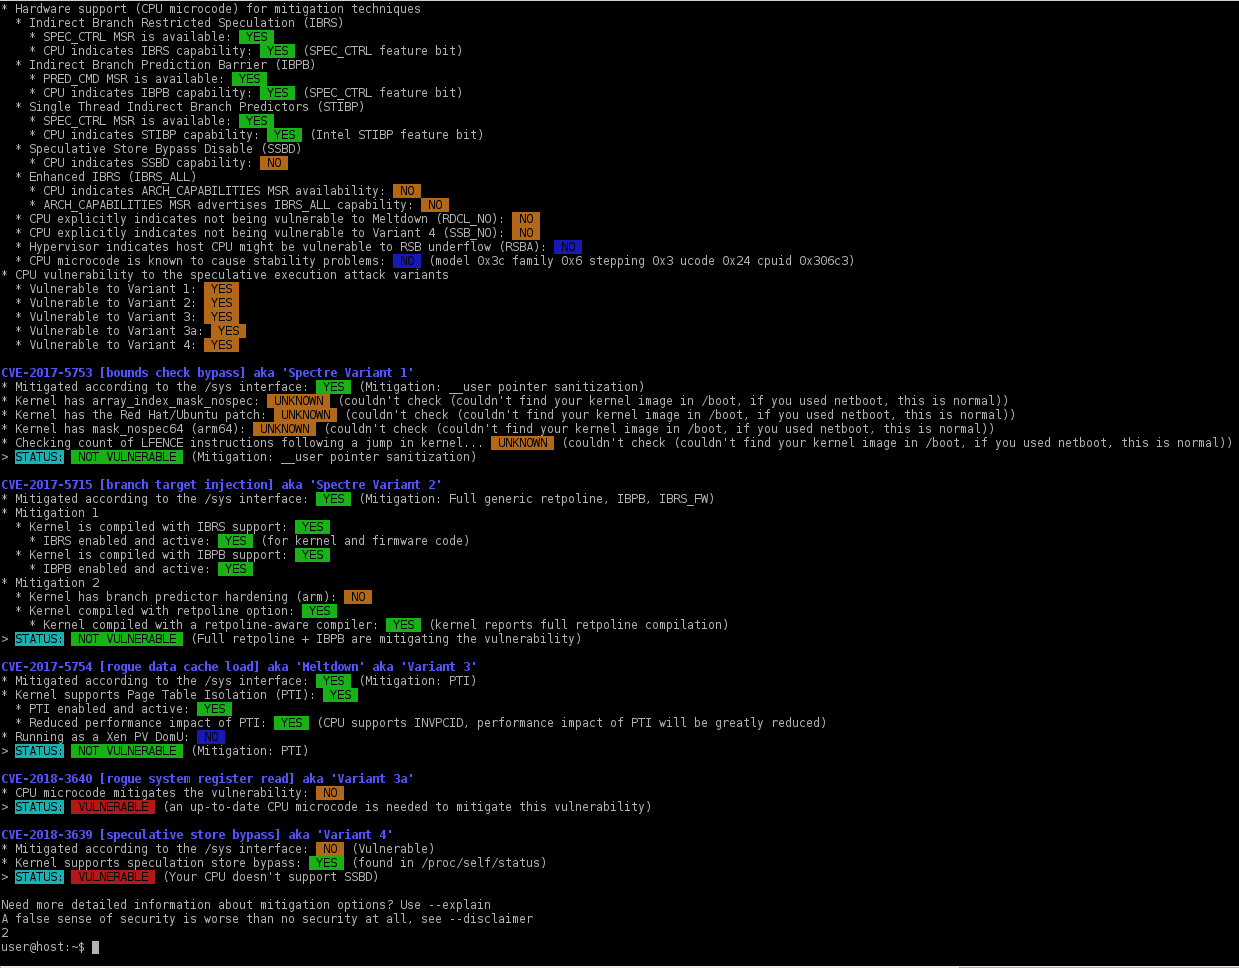 * Hardware support (CPU microcode) for mitigation techniques
  * Indirect Branch Restricted Speculation (IBRS)
    * SPEC_CTRL MSR is available:  YES
    * CPU indicates IBRS capability:  YES  (SPEC_CTRL feature bit)
  * Indirect Branch Prediction Barrier (IBPB)
    * PRED_CMD MSR is available:  YES
    * CPU indicates IBPB capability:  YES  (SPEC_CTRL feature bit)
  * Single Thread Indirect Branch Predictors (STIBP)
    * SPEC_CTRL MSR is available:  YES
    * CPU indicates STIBP capability:  YES  (Intel STIBP feature bit)
  * Speculative Store Bypass Disable (SSBD)
    * CPU indicates SSBD capability:  NO
  * Enhanced IBRS (IBRS_ALL)
    * CPU indicates ARCH_CAPABILITIES MSR availability:  NO
    * ARCH_CAPABILITIES MSR advertises IBRS_ALL capability:  NO
  * CPU explicitly indicates not being vulnerable to Meltdown (RDCL_NO):  NO
  * CPU explicitly indicates not being vulnerable to Variant 4 (SSB_NO):  NO
  * Hypervisor indicates host CPU might be vulnerable to RSB underflow (RSBA):  NO
  * CPU microcode is known to cause stability problems:  NO  (model 0x3c family 0x6 stepping 0x3 ucode 0x24 cpuid 0x306c3)
* CPU vulnerability to the speculative execution attack variants
  * Vulnerable to Variant 1:  YES
  * Vulnerable to Variant 2:  YES
  * Vulnerable to Variant 3:  YES
  * Vulnerable to Variant 3a:  YES
  * Vulnerable to Variant 4:  YES

CVE-2017-5753 [bounds check bypass] aka 'Spectre Variant 1'
* Mitigated according to the /sys interface:  YES  (Mitigation: __user pointer sanitization)
* Kernel has array_index_mask_nospec:  UNKNOWN  (couldn't check (couldn't find your kernel image in /boot, if you used netboot, this is normal))
* Kernel has the Red Hat/Ubuntu patch:  UNKNOWN  (couldn't check (couldn't find your kernel image in /boot, if you used netboot, this is normal))
* Kernel has mask_nospec64 (arm64):  UNKNOWN  (couldn't check (couldn't find your kernel image in /boot, if you used netboot, this is normal))
* Checking count of LFENCE instructions following a jump in kernel...  UNKNOWN  (couldn't check (couldn't find your kernel image in /boot, if you used netboot, this is normal))
> STATUS:  NOT VULNERABLE  (Mitigation: __user pointer sanitization)

CVE-2017-5715 [branch target injection] aka 'Spectre Variant 2'
* Mitigated according to the /sys interface:  YES  (Mitigation: Full generic retpoline, IBPB, IBRS_FW)
* Mitigation 1
  * Kernel is compiled with IBRS support:  YES
    * IBRS enabled and active:  YES  (for kernel and firmware code)
  * Kernel is compiled with IBPB support:  YES
    * IBPB enabled and active:  YES
* Mitigation 2
  * Kernel has branch predictor hardening (arm):  NO
  * Kernel compiled with retpoline option:  YES
    * Kernel compiled with a retpoline-aware compiler:  YES  (kernel reports full retpoline compilation)
> STATUS:  NOT VULNERABLE  (Full retpoline + IBPB are mitigating the vulnerability)

CVE-2017-5754 [rogue data cache load] aka 'Meltdown' aka 'Variant 3'
* Mitigated according to the /sys interface:  YES  (Mitigation: PTI)
* Kernel supports Page Table Isolation (PTI):  YES
  * PTI enabled and active:  YES
  * Reduced performance impact of PTI:  YES  (CPU supports INVPCID, performance impact of PTI will be greatly reduced)
* Running as a Xen PV DomU:  NO
> STATUS:  NOT VULNERABLE  (Mitigation: PTI)

CVE-2018-3640 [rogue system register read] aka 'Variant 3a'
* CPU microcode mitigates the vulnerability:  NO
> STATUS:  VULNERABLE  (an up-to-date CPU microcode is needed to mitigate this vulnerability)

CVE-2018-3639 [speculative store bypass] aka 'Variant 4'
* Mitigated according to the /sys interface:  NO  (Vulnerable)
* Kernel supports speculation store bypass:  YES  (found in /proc/self/status)
> STATUS:  VULNERABLE  (Your CPU doesn't support SSBD)

Need more detailed information about mitigation options? Use --explain
A false sense of security is worse than no security at all, see --disclaimer
2
user@host:~$